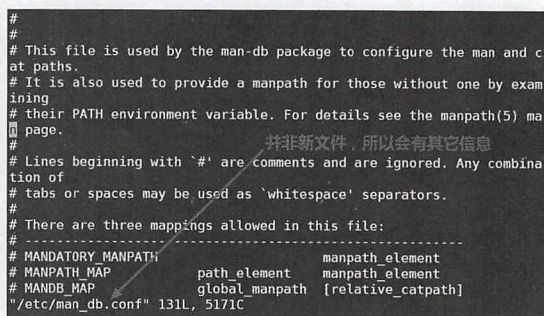 #
#
# This file is used by the man-db package to configure the man and c
at paths.
# It is also used to provide a manpath for those without one by exam
ining
# their PATH environment variable. For details see the manpath(5) ma
n page.
并非新文件，所以会有其它信息
#
# Lines beginning with `#' are comments and are ignored. Any combina
tion of
# tabs or spaces may be used as `whitespace' separators.
#
# There are three mappings allowed in this file:
# --------------------------------------------------------
# MANDATORY_MANPATH manpath_element
# MANPATH_MAP path_element manpath_element
# MANDB_MAP global_manpath [relative_catpath]
"/etc/man_db.conf" 131L, 5171C